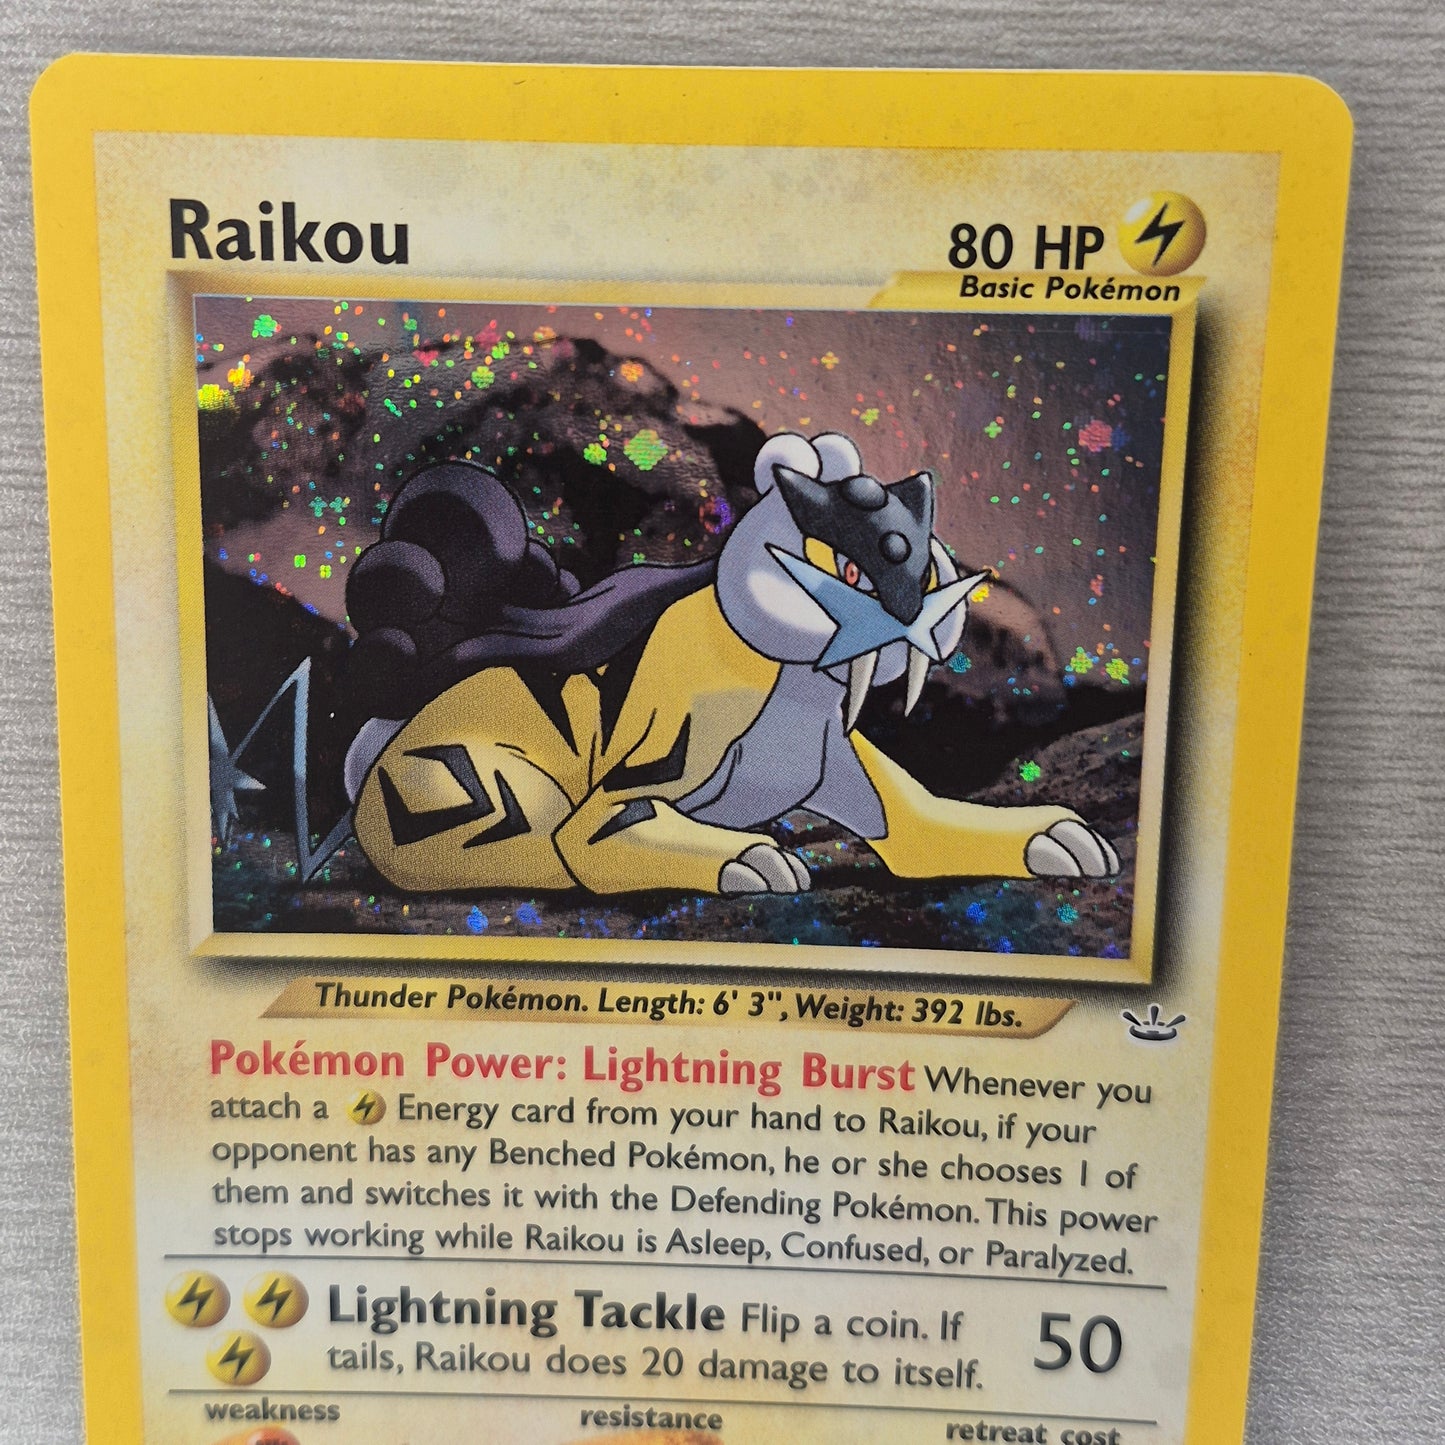 Raikou
80 HP
Basic Pokémon
Thunder Pokémon. Length: 6' 3", Weight: 392 lbs.
Pokémon Power: Lightning Burst Whenever you
attach a Energy card from your hand to Raikou, if your
opponent has any Benched Pokémon, he or she chooses 1 of
them and switches it with the Defending Pokémon. This power
stops working while Raikou is Asleep, Confused, or Paralyzed.
Lightning Tackle Flip a coin. If
tails, Raikou does 20 damage to itself.
50
weakness
resistance
retreat cost